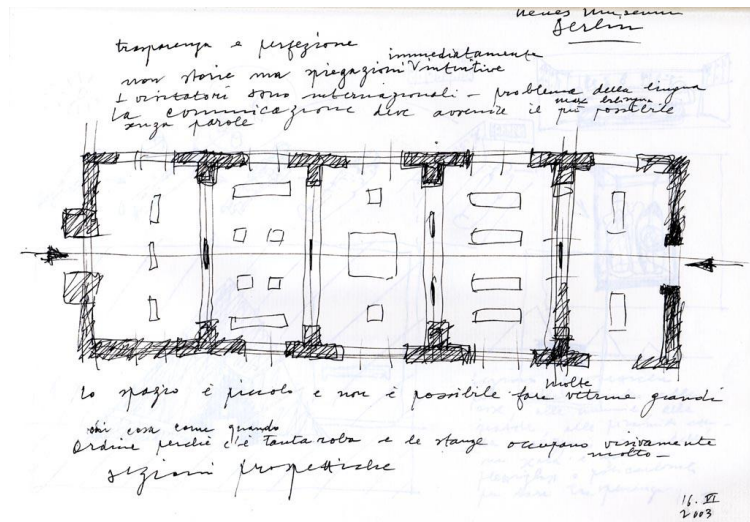 Neues Museum
Berlin
trasparenza e perfezione
immediatamente
non storie ma spiegazioni intuitive
I visitatori sono internazionali – problema della lingua
max bilingue
La comunicazione deve avvenire il più possibile
senza parole
Lo spazio è piccolo e non è possibile fare molte vetrine grandi
chi cosa come quando
Ordine perché c'è tanta roba e le stanze occupano visivamente
molto –
sezioni prospettiche
16. XI
2003